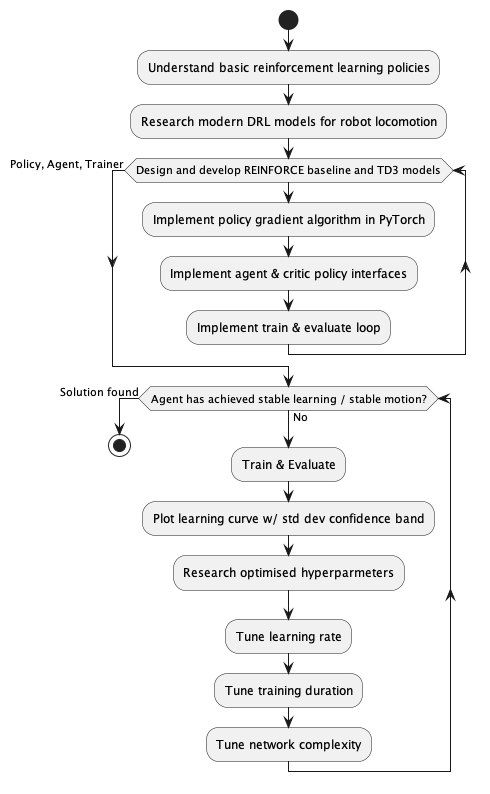 Understand basic reinforcement learning policies
Research modern DRL models for robot locomotion
Policy, Agent, Trainer
Design and develop REINFORCE baseline and TD3 models
Implement policy gradient algorithm in PyTorch
Implement agent & critic policy interfaces
Implement train & evaluate loop
Solution found
Agent has achieved stable learning / stable motion?
No
Train & Evaluate
Plot learning curve w/ std dev confidence band
Research optimised hyperparmeters
Tune learning rate
Tune training duration
Tune network complexity